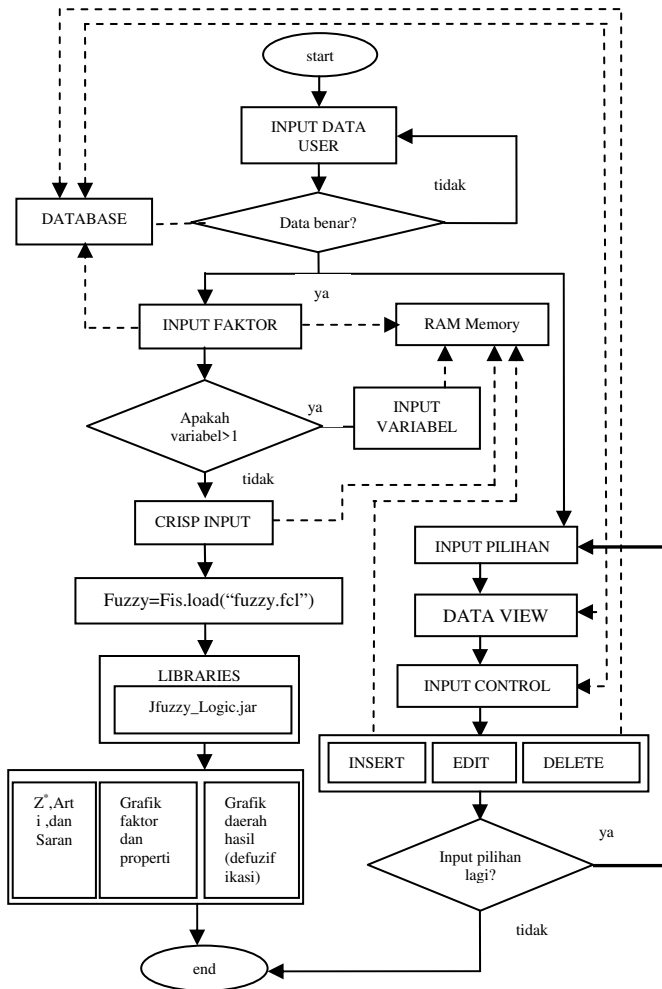 start
INPUT DATA
USER
tidak
DATABASE
Data benar?
ya
INPUT FAKTOR
RAM Memory
Apakah
variabel>1
ya
INPUT
VARIABEL
tidak
CRISP INPUT
INPUT PILIHAN
Fuzzy=Fis.load(“fuzzy.fcl”)
DATA VIEW
LIBRARIES
Jfuzzy_Logic.jar
INPUT CONTROL
INSERT
EDIT
DELETE
Z*,Art
i ,dan
Saran
Grafik
faktor
dan
properti
Grafik
daerah
hasil
(defuzif
ikasi)
Input pilihan
lagi?
ya
tidak
end